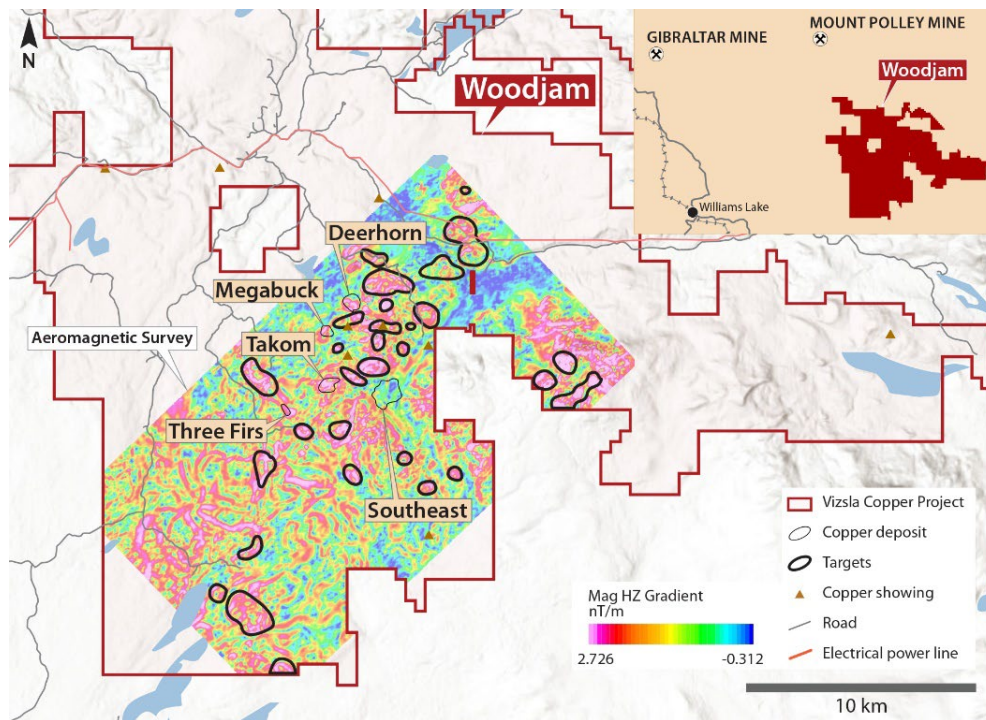 N
Woodjam
GIBRALTAR MINE
MOUNT POLLEY MINE
Woodjam
Williams Lake
Deerhorn
Megabuck
Aeromagnetic Survey
Takom
Three Firs
Southeast
Vizsla Copper Project
Copper deposit
Targets
Copper showing
Road
Electrical power line
Mag HZ Gradient
nT/m
2.726
-0.312
10 km